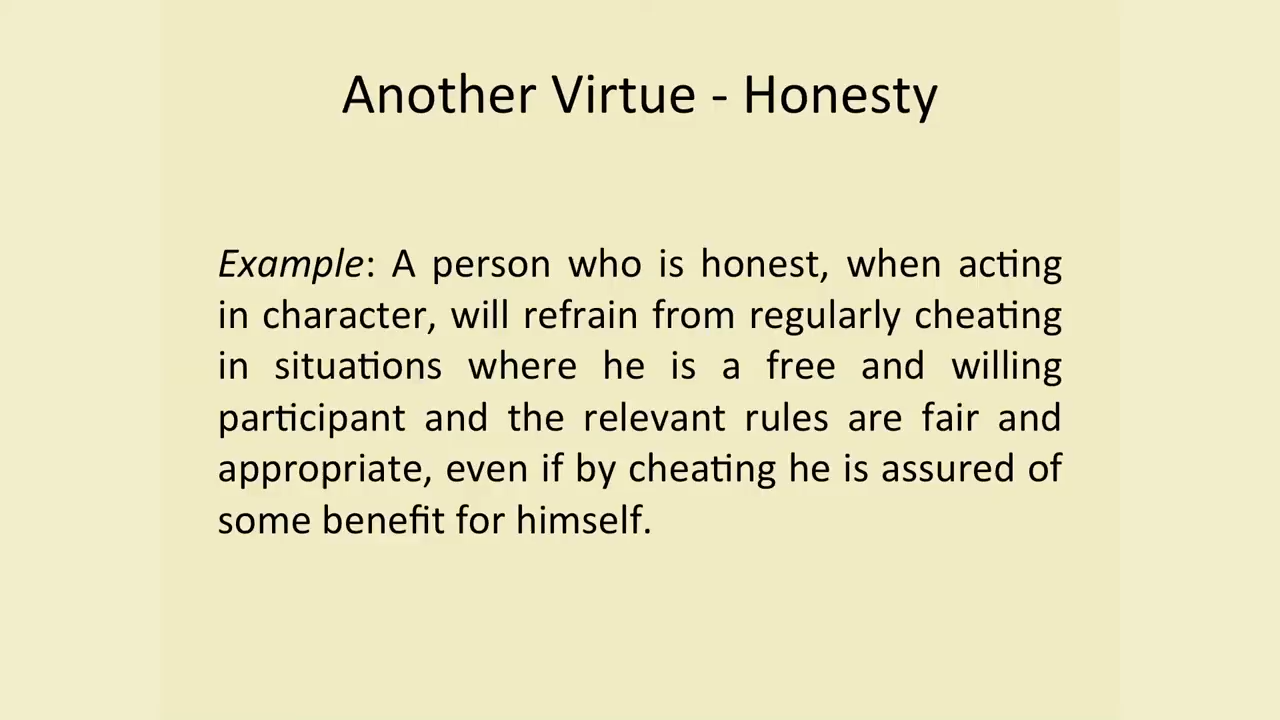 Another Virtue - Honesty
Example: A person who is honest, when acting
in character, will refrain from regularly cheating
in situations where he is a free and willing
participant and the relevant rules are fair and
appropriate, even if by cheating he is assured of
some benefit for himself.